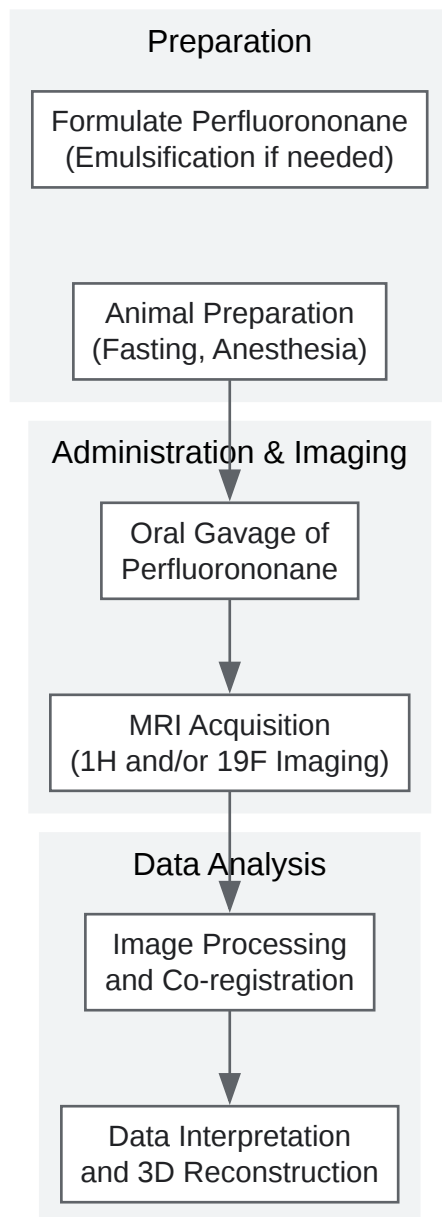 Preparation
Formulate Perfluorononane
(Emulsification if needed)
Animal Preparation
(Fasting, Anesthesia)
Administration & Imaging
Oral Gavage of
Perfluorononane
MRI Acquisition
(1H and/or 19F Imaging)
Data Analysis
Image Processing
and Co-registration
Data Interpretation
and 3D Reconstruction